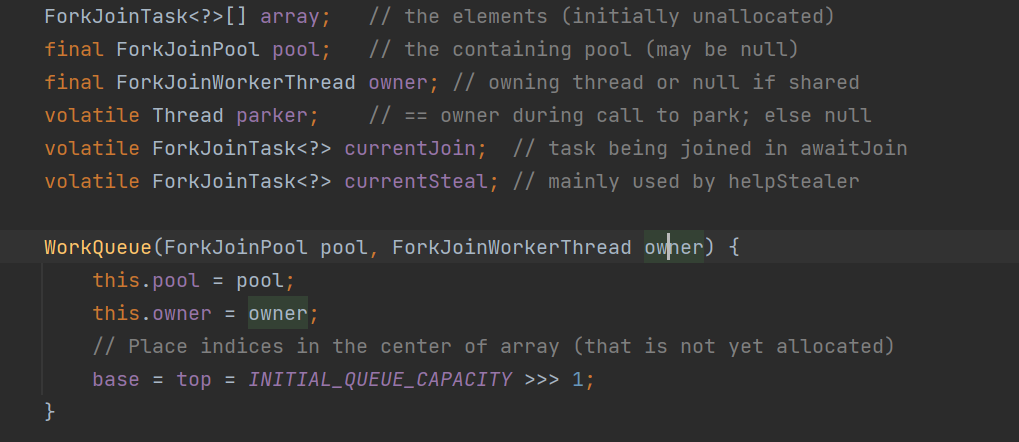 ForkJoinTask<?>[] array;   // the elements (initially unallocated)
final ForkJoinPool pool;   // the containing pool (may be null)
final ForkJoinWorkerThread owner; // owning thread or null if shared
volatile Thread parker;    // == owner during call to park; else null
volatile ForkJoinTask<?> currentJoin;  // task being joined in awaitJoin
volatile ForkJoinTask<?> currentSteal; // mainly used by helpStealer
WorkQueue(ForkJoinPool pool, ForkJoinWorkerThread owner) {
    this.pool = pool;
    this.owner = owner;
    // Place indices in the center of array (that is not yet allocated)
    base = top = INITIAL_QUEUE_CAPACITY >>> 1;
}